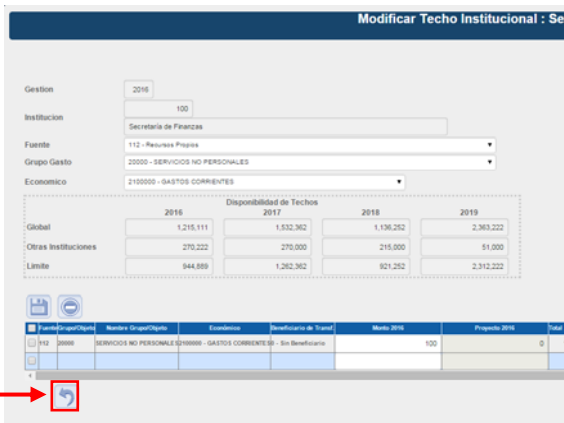 Modificar Techo Institucional : Se
Gestion 2016
100
Institucion
Secretaría de Finanzas
Fuente 112 - Recursos Propios
Grupo Gasto 20000 - SERVICIOS NO PERSONALES
Economico 2100000 - GASTOS CORRIENTES
Disponibilidad de Techos
2016 2017 2018 2019
Global 1,215,111 1,532,362 1,136,252 2,363,222
Otras Instituciones 270,222 270,000 215,000 51,000
Limite 944,889 1,262,362 921,252 2,312,222
Fuente Grupo/Objeto Nombre Grupo/Objeto Económico Beneficiario de Transf. Monto 2016 Proyecto 2016 Total
112 20000 SERVICIOS NO PERSONALES 2100000 - GASTOS CORRIENTES 0 - Sin Beneficiario 100 0